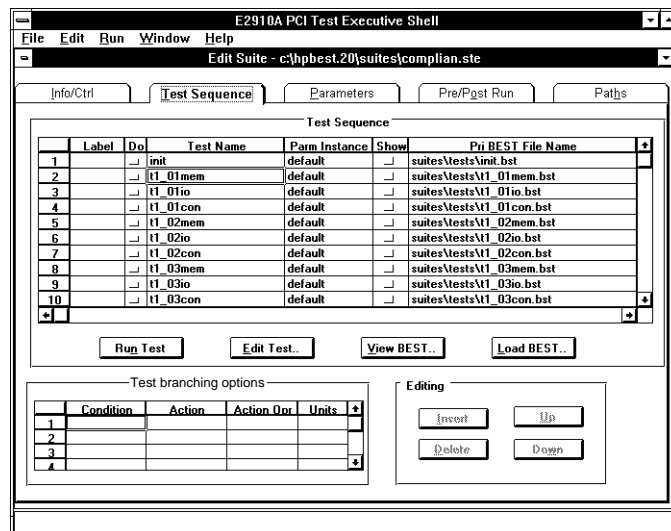 E2910A PCI Test Executive Shell
File Edit Run Window Help
Edit Suite - c:\hpbest.20\suites\complian.ste
Info/Ctrl Test Sequence Parameters Pre/Post Run Paths
Test Sequence
Label Do Test Name Parm Instance Show Pri BEST File Name
1 init default suites\tests\init.bst
2 t1_01mem default suites\tests\t1_01mem.bst
3 t1_01io default suites\tests\t1_01io.bst
4 t1_01con default suites\tests\t1_01con.bst
5 t1_02mem default suites\tests\t1_02mem.bst
6 t1_02io default suites\tests\t1_02io.bst
7 t1_02con default suites\tests\t1_02con.bst
8 t1_03mem default suites\tests\t1_03mem.bst
9 t1_03io default suites\tests\t1_03io.bst
10 t1_03con default suites\tests\t1_03con.bst
Run Test Edit Test.. View BEST.. Load BEST..
Test branching options
Condition Action Action Opr Units
1
2
3
4
Editing
Insert Up
Delete Down